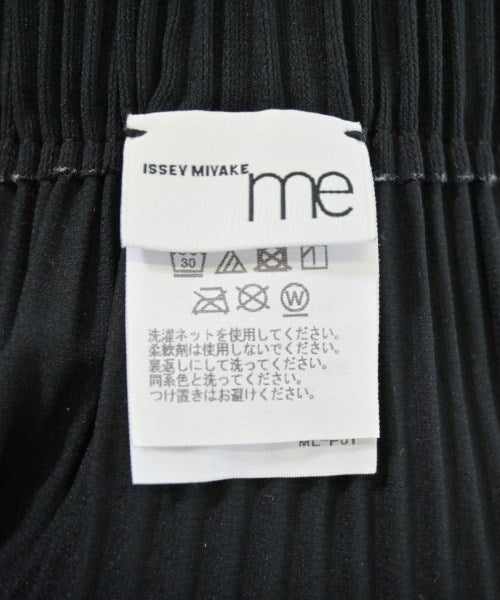 ISSEY MIYAKE me
30
W
洗濯ネットを使用してください。
柔軟剤は使用しないでください。
裏返しにして洗ってください。
同系色と洗ってください。
つけ置きはお避けください。